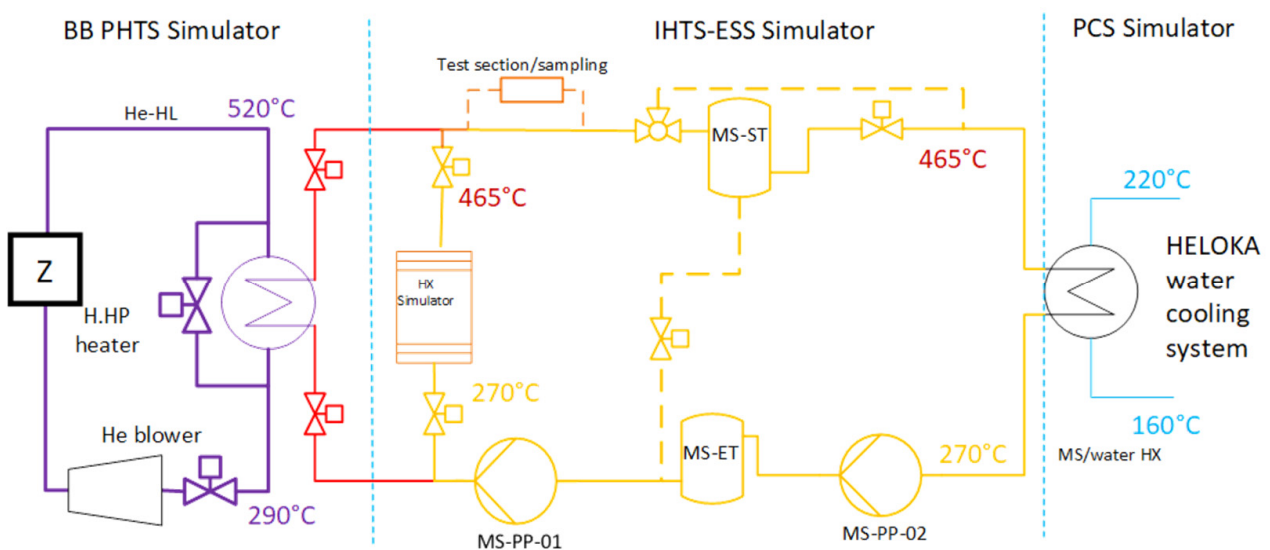 BB PHTS Simulator
IHTS-ESS Simulator
PCS Simulator
Test section/sampling
He-HL
520°C
MS-ST
465°C
465°C
220°C
Z
HX
Simulator
HELOKA
water
cooling
system
H.HP
heater
270°C
He blower
MS-ET
270°C
160°C
MS/water HX
290°C
MS-PP-01
MS-PP-02